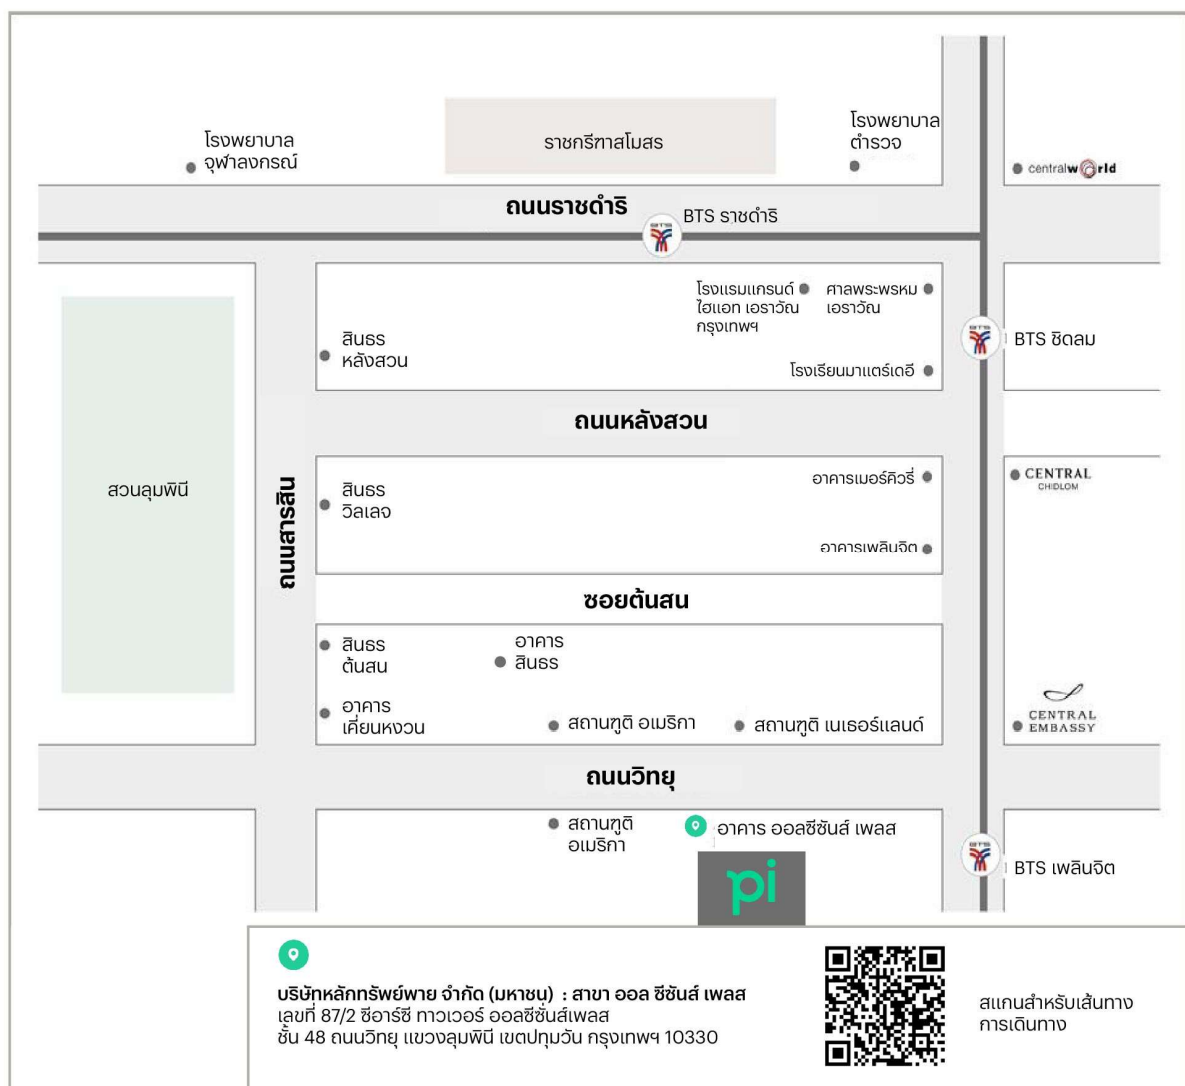 โรงพยาบาล
จุฬาลงกรณ์
ราชกรีฑาสโมสร
โรงพยาบาล
ตำรวจ
centralw rld
ถนนราชดำริ
BTS
BTS ราชดำริ
โรงแรมแกรนด์
ไฮแอท เอราวัณ
กรุงเทพฯ
ศาลพระพรหม
เอราวัณ
สินธร
หลังสวน
BTS
BTS ชิดลม
โรงเรียนมาแตร์เดอี
ถนนหลังสวน
สวนลุมพินี
ถนนสารสิน
สินธร
วิลเลจ
อาคารเมอร์คิวรี่
CENTRAL
CHIDLOM
อาคารเพลินจิต
ซอยต้นสน
สินธร
ต้นสน
อาคาร
สินธร
อาคาร
เคี่ยนหงวน
สถานฑูติ อเมริกา
สถานฑูติ เนเธอร์แลนด์
CENTRAL
EMBASSY
ถนนวิทยุ
สถานฑูติ
อเมริกา
อาคาร ออลซีซันส์ เพลส
BTS
BTS เพลินจิต
pi
บริษัทหลักทรัพย์พาย จำกัด (มหาชน) : สาขา ออล ซีซันส์ เพลส
เลขที่ 87/2 ซีอาร์ซี ทาวเวอร์ ออลซีซั่นส์เพลส
ชั้น 48 ถนนวิทยุ แขวงลุมพินี เขตปทุมวัน กรุงเทพฯ 10330
สแกนสำหรับเส้นทาง
การเดินทาง